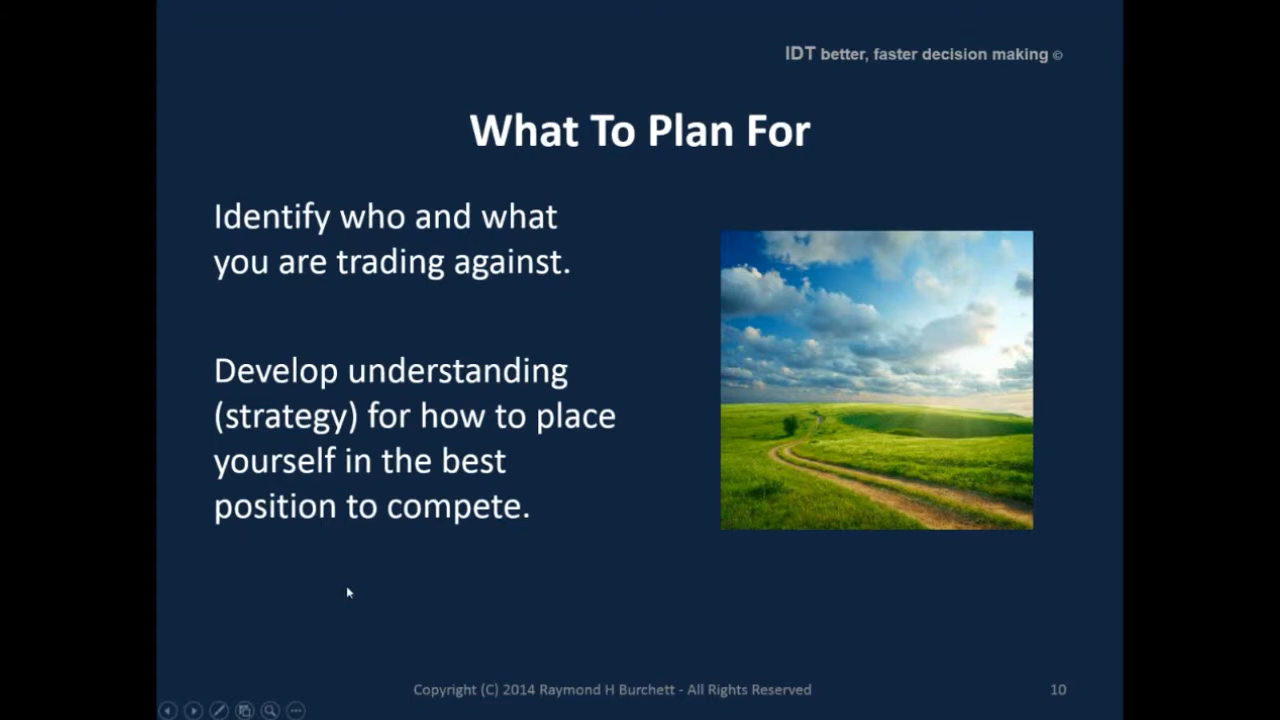 IDT better, faster decision making ©
What To Plan For
Identify who and what
you are trading against.
Develop understanding
(strategy) for how to place
yourself in the best
position to compete.
Copyright (C) 2014 Raymond H Burchett - All Rights Reserved
10